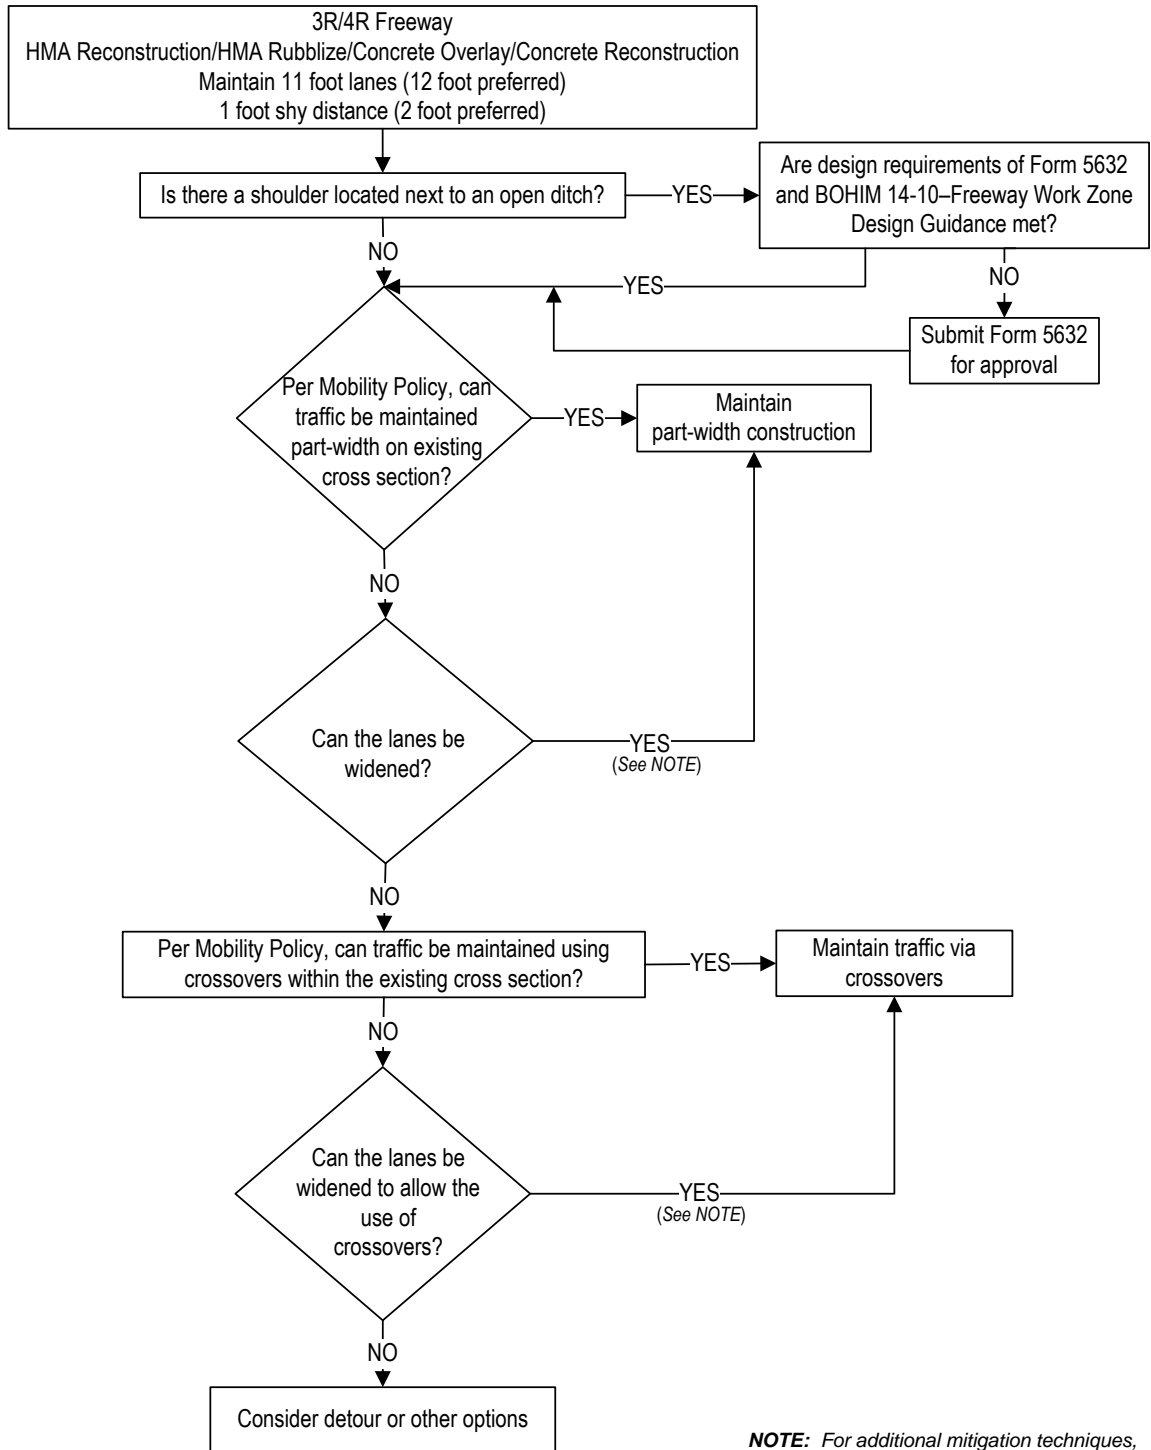 3R/4R Freeway
HMA Reconstruction/HMA Rubblize/Concrete Overlay/Concrete Reconstruction
Maintain 11 foot lanes (12 foot preferred)
1 foot shy distance (2 foot preferred)
Is there a shoulder located next to an open ditch?
YES
Are design requirements of Form 5632
and BOHIM 14-10–Freeway Work Zone
Design Guidance met?
NO
YES
NO
Submit Form 5632
for approval
Per Mobility Policy, can
traffic be maintained
part-width on existing
cross section?
YES
Maintain
part-width construction
NO
Can the lanes be
widened?
YES
(See NOTE)
NO
Per Mobility Policy, can traffic be maintained using
crossovers within the existing cross section?
YES
Maintain traffic via
crossovers
NO
Can the lanes be
widened to allow the
use of
crossovers?
YES
(See NOTE)
NO
Consider detour or other options
NOTE: For additional mitigation techniques,